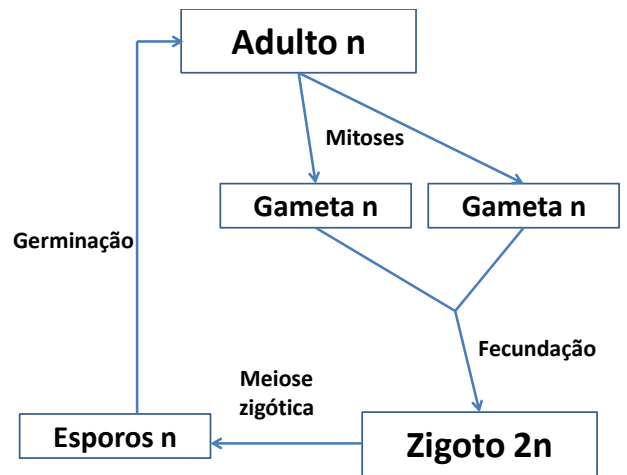 Adulto n
Mitoses
Gameta n
Gameta n
Germinação
Fecundação
Meiose
zigótica
Esporos n
Zigoto 2n